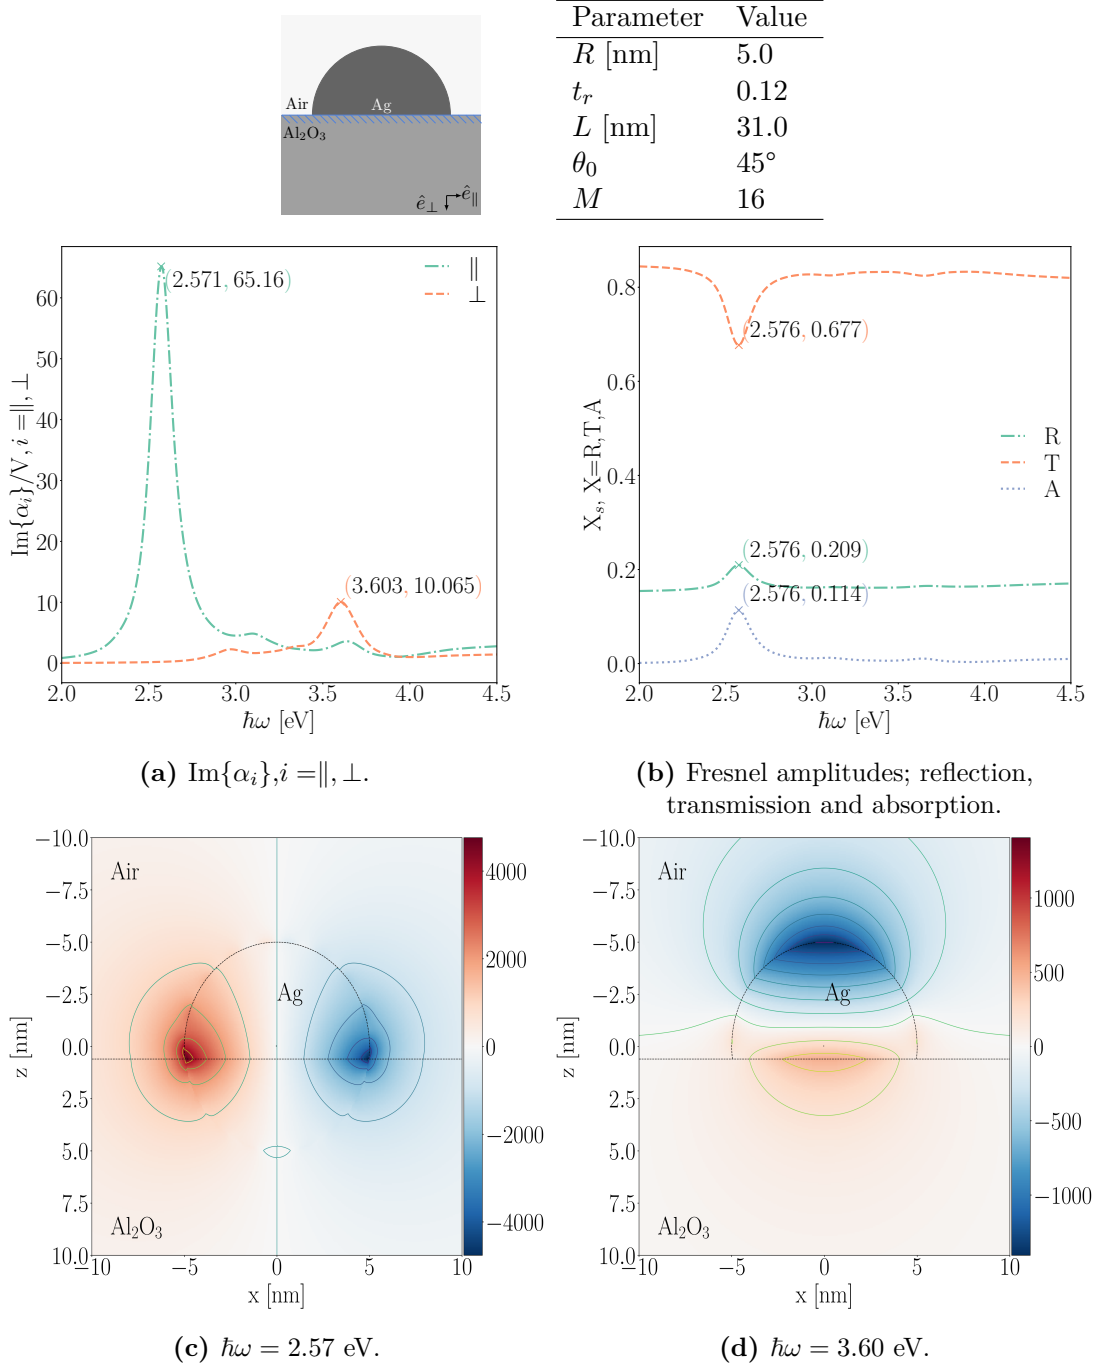 Air
Ag
Al₂O₃
ê⊥
ê∥
Parameter Value
R [nm] 5.0
t_r 0.12
L [nm] 31.0
θ₀ 45°
M 16
Im{α_i}/V, i =∥, ⊥
60
50
40
30
20
10
0
2.0 2.5 3.0 3.5 4.0 4.5
ħω [eV]
(2.571, 65.16)
(3.603, 10.065)
∥
⊥
X_s, X=R,T,A
0.8
0.6
0.4
0.2
0.0
2.0 2.5 3.0 3.5 4.0 4.5
ħω [eV]
(2.576, 0.677)
(2.576, 0.209)
(2.576, 0.114)
R
T
A
(a) Im{α_i},i =∥, ⊥.
(b) Fresnel amplitudes; reflection,
transmission and absorption.
z [nm]
−10.0
−7.5
−5.0
−2.5
0.0
2.5
5.0
7.5
10.0
Air
Ag
Al₂O₃
−10 −5 0 5 10
x [nm]
4000
2000
0
−2000
−4000
z [nm]
−10.0
−7.5
−5.0
−2.5
0.0
2.5
5.0
7.5
10.0
Air
Ag
Al₂O₃
−10 −5 0 5 10
x [nm]
1000
500
0
−500
−1000
(c) ħω = 2.57 eV.
(d) ħω = 3.60 eV.